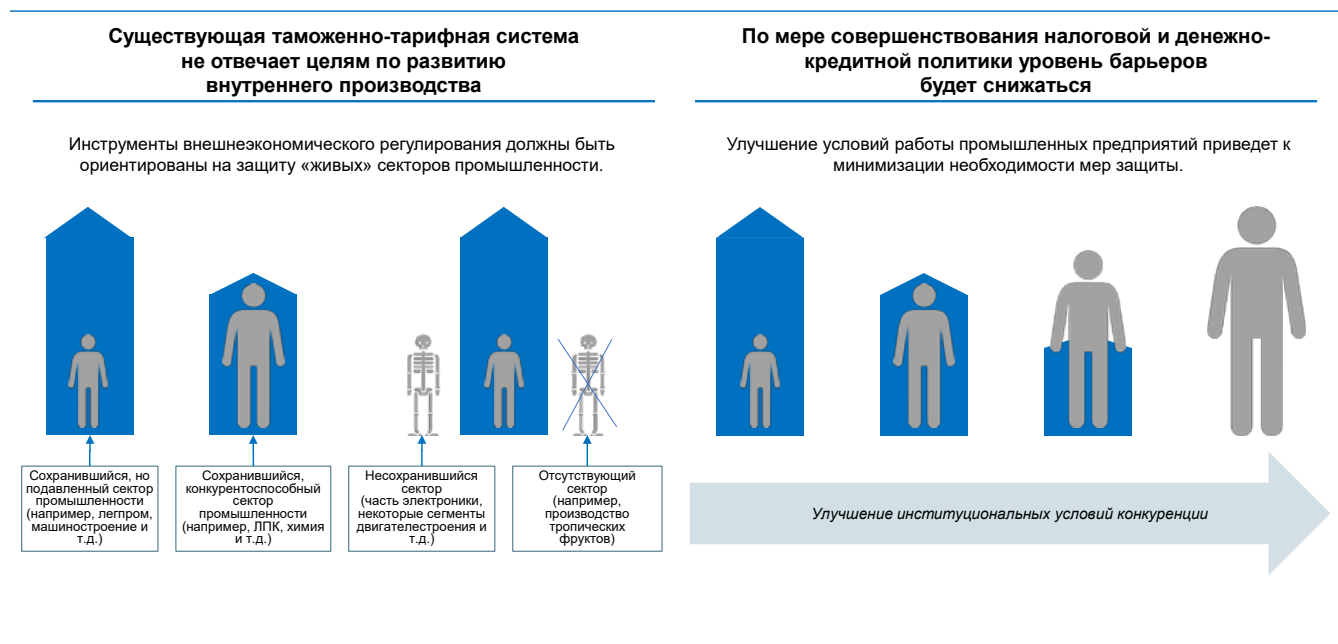 Существующая таможенно-тарифная система
не отвечает целям по развитию
внутреннего производства
Инструменты внешнеэкономического регулирования должны быть
ориентированы на защиту «живых» секторов промышленности.
Сохранившийся, но
подавленный сектор
промышленности
(например, легпром,
машиностроение и
т.д.)
Сохранившийся,
конкурентоспособный
сектор
промышленности
(например, ЛПК, химия
и т.д.)
Несохранившийся
сектор
(часть электроники,
некоторые сегменты
двигателестроения и
т.д.)
Отсутствующий
сектор
(например,
производство
тропических
фруктов)
По мере совершенствования налоговой и денежно-
кредитной политики уровень барьеров
будет снижаться
Улучшение условий работы промышленных предприятий приведет к
минимизации необходимости мер защиты.
Улучшение институциональных условий конкуренции